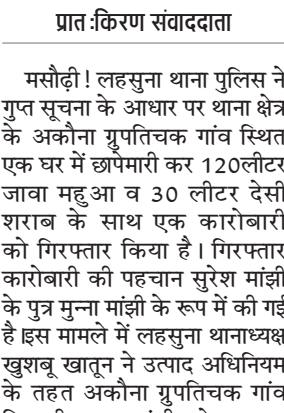 प्रात :किरण संवाददाता
मसौढ़ी ! लहसुना थाना पुलिस ने
गुप्त सूचना के आधार पर थाना क्षेत्र
के अकौना ग्रुपतिचक गांव स्थित
एक घर में छापेमारी कर 120लीटर
जावा महुआ व 30 लीटर देसी
शराब के साथ एक कारोबारी
को गिरफ्तार किया है । गिरफ्तार
कारोबारी की पहचान सुरेश मांझी
के पुत्र मुन्ना मांझी के रूप में की गई
है।इस मामले में लहसुना थानाध्यक्ष
खुशबू खातून ने उत्पाद अधिनियम
के तहत अकौना ग्रुपतिचक गांव